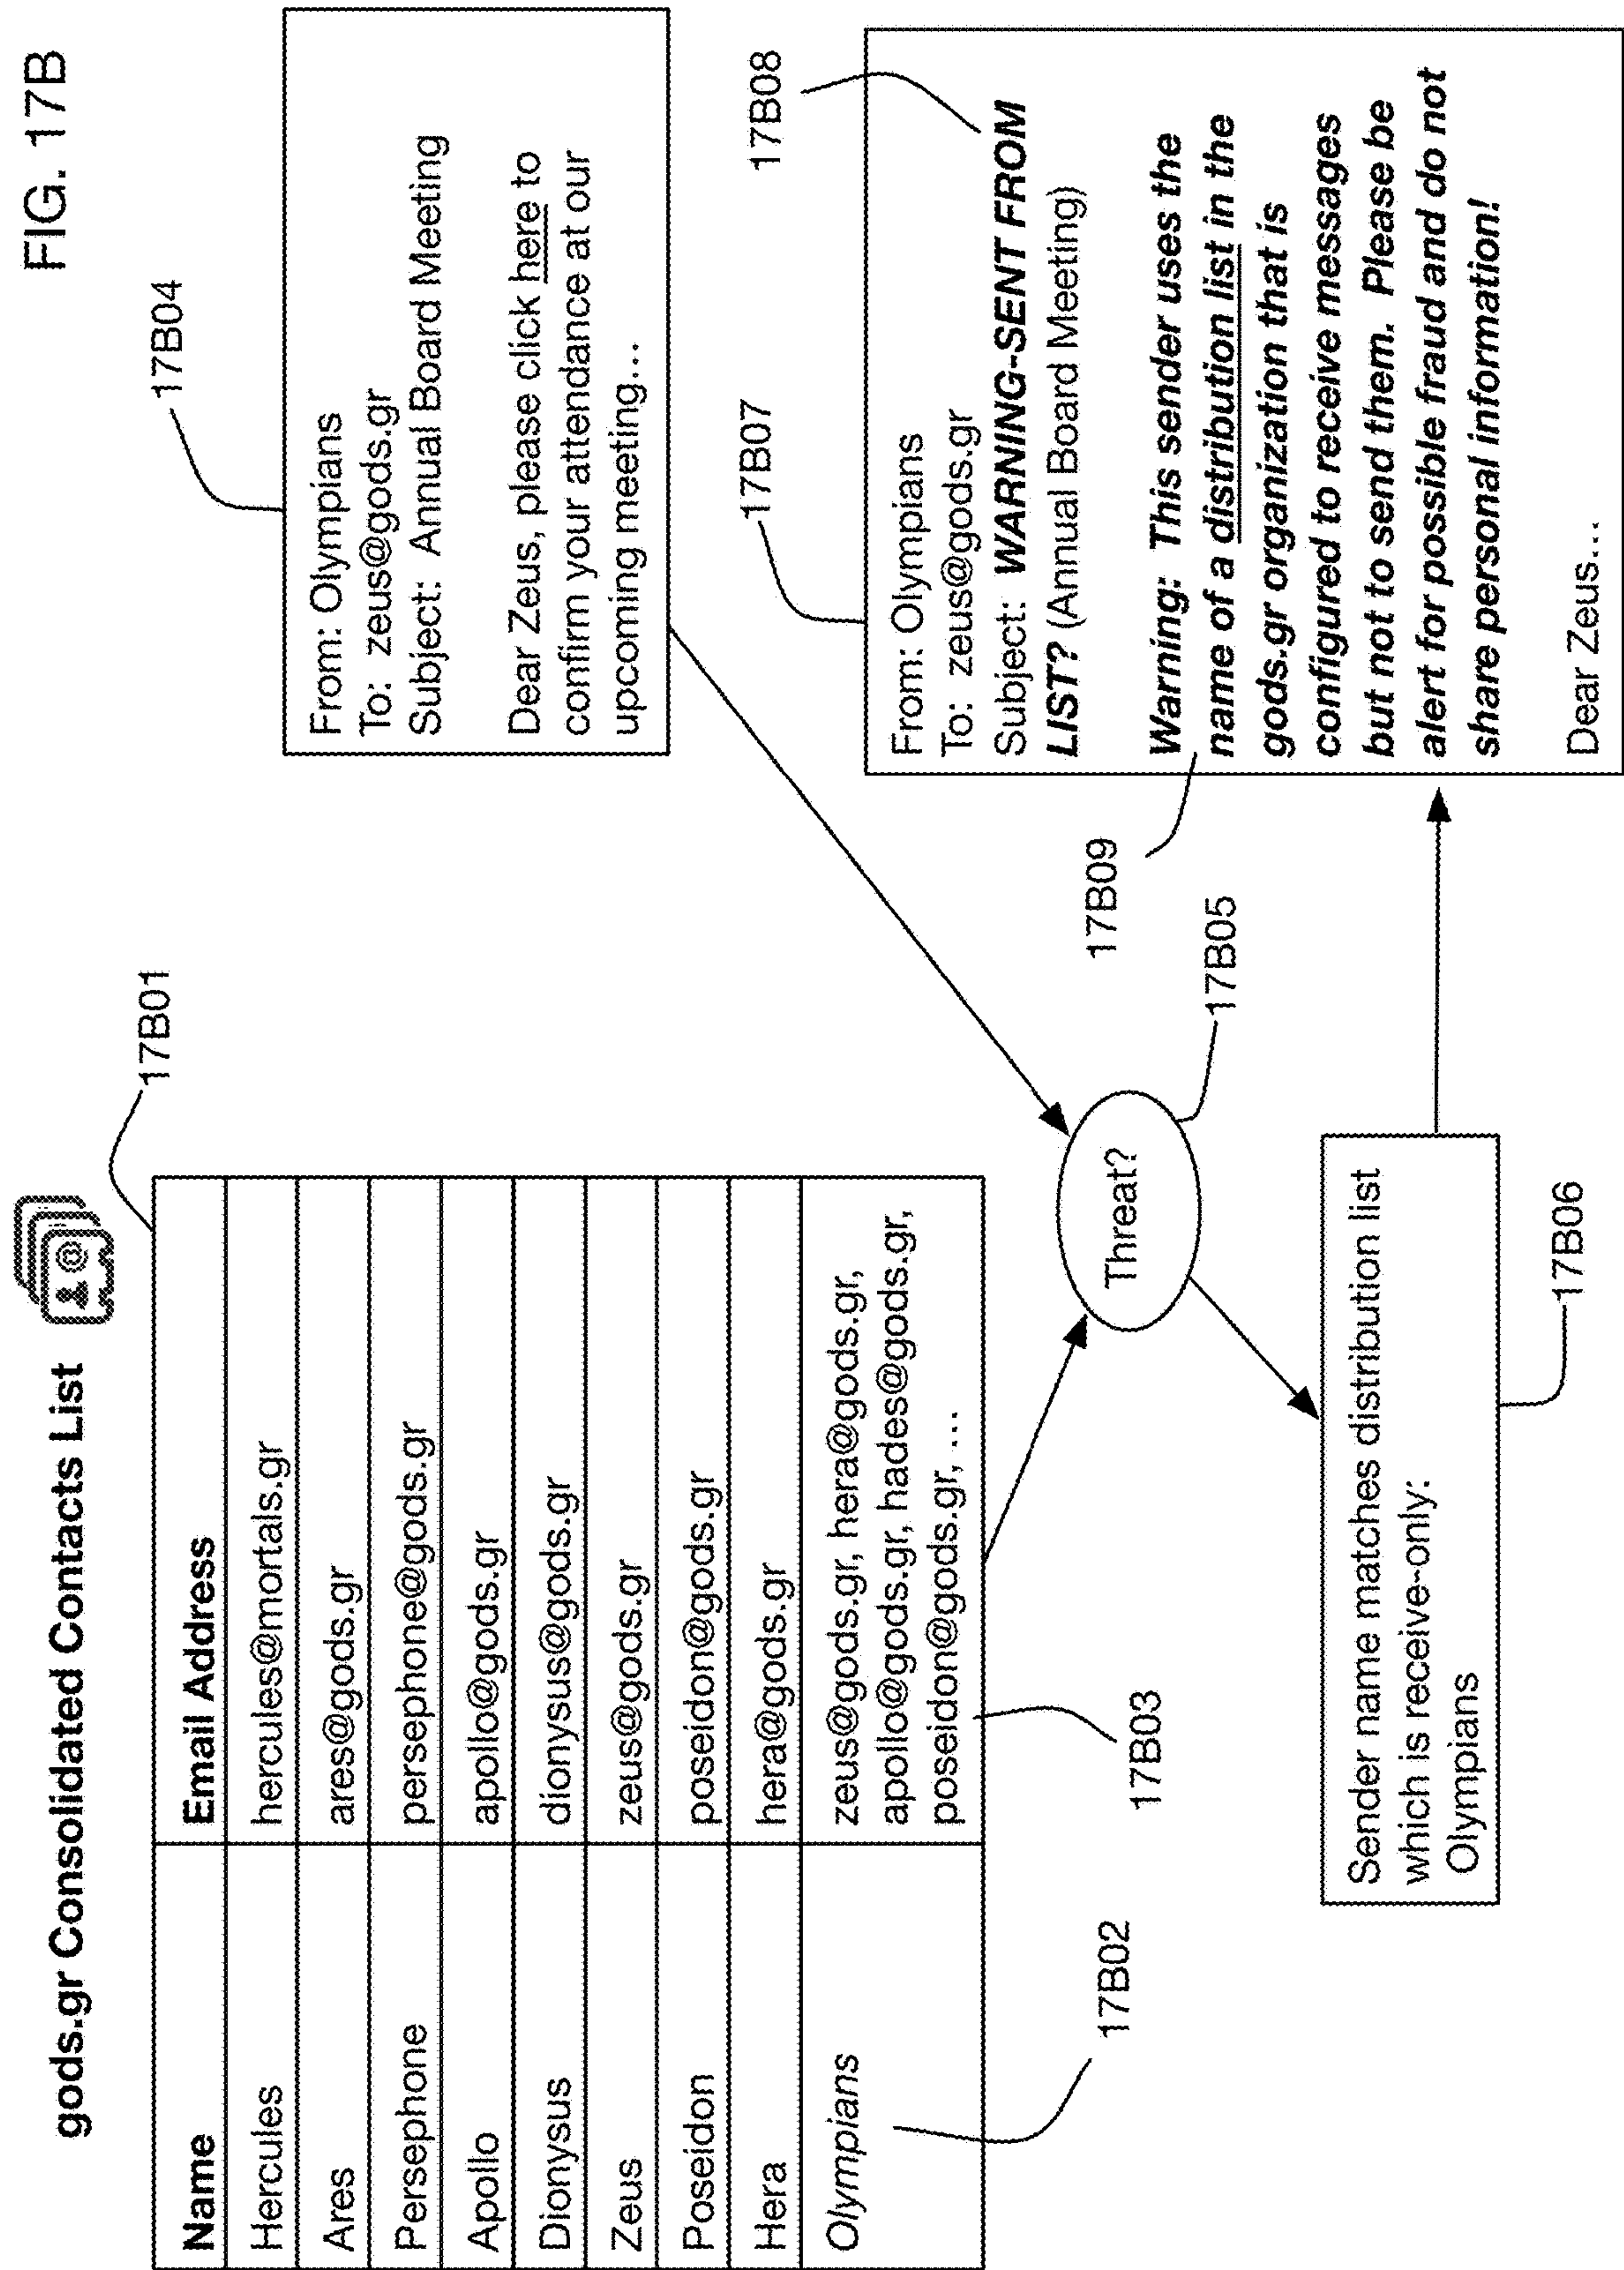 FIG. 17B
gods.gr Consolidated Contacts List
@
17B01
Name Email Address
Hercules hercules@mortals.gr
Ares ares@gods.gr
Persephone persephone@gods.gr
Apollo apollo@gods.gr
Dionysus dionysus@gods.gr
Zeus zeus@gods.gr
Poseidon poseidon@gods.gr
Hera hera@gods.gr
Olympians zeus@gods.gr, hera@gods.gr,
apollo@gods.gr, hades@gods.gr,
poseidon@gods.gr, ...
17B02
17B03
17B04
From: Olympians
To: zeus@gods.gr
Subject: Annual Board Meeting
Dear Zeus, please click here to
confirm your attendance at our
upcoming meeting...
Threat?
17B05
Sender name matches distribution list
which is receive-only:
Olympians
17B06
17B07
17B08
From: Olympians
To: zeus@gods.gr
Subject: WARNING-SENT FROM
LIST? (Annual Board Meeting)
17B09
Warning: This sender uses the
name of a distribution list in the
gods.gr organization that is
configured to receive messages
but not to send them. Please be
alert for possible fraud and do not
share personal information!
Dear Zeus...